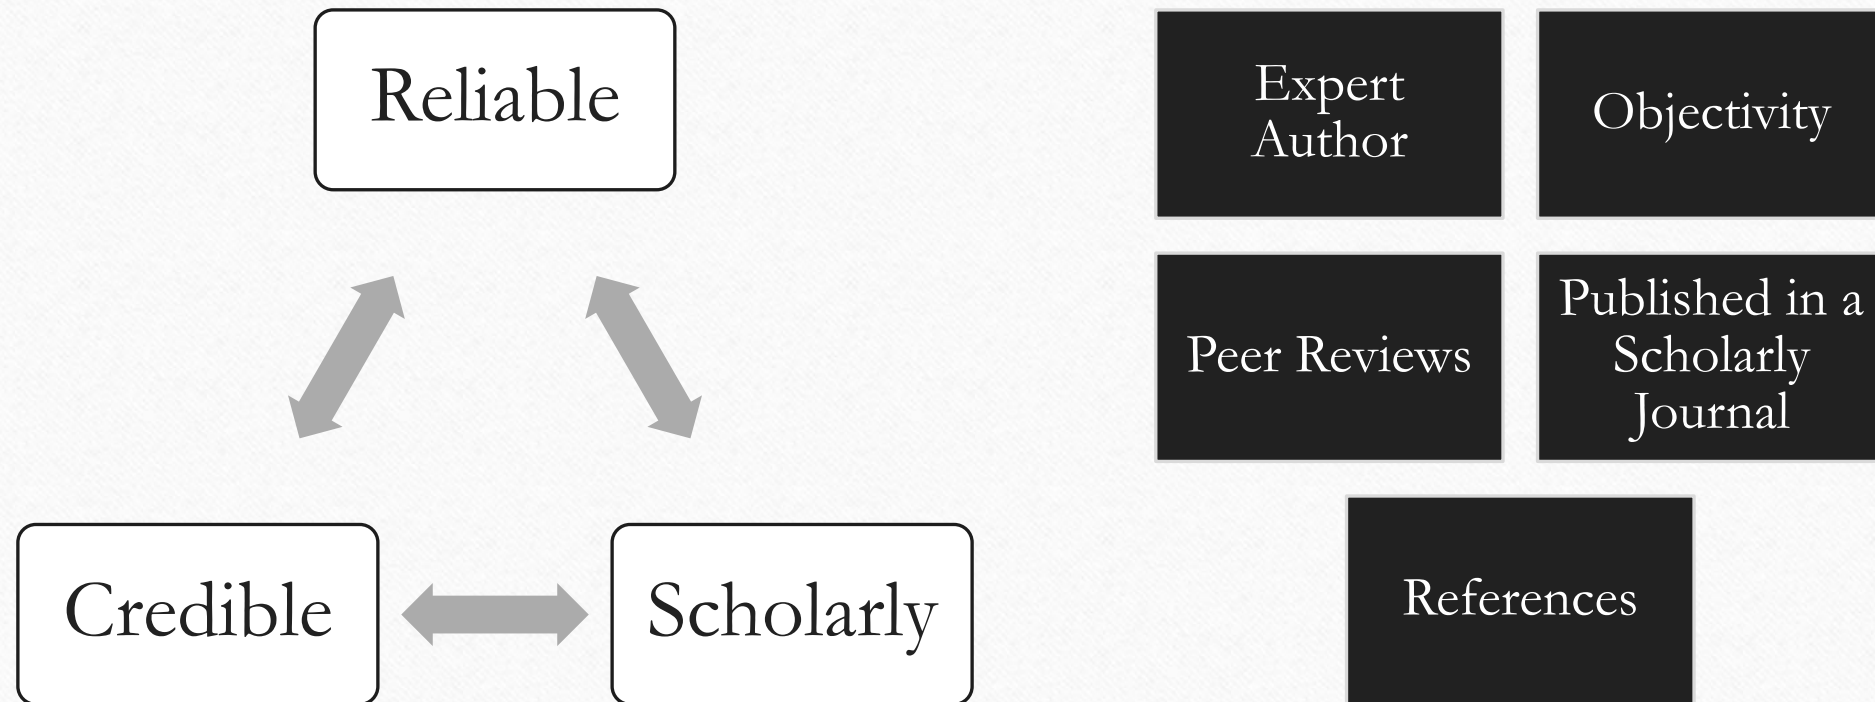 Reliable
Credible
Scholarly
Expert
Author
Objectivity
Peer Reviews
Published in a
Scholarly
Journal
References